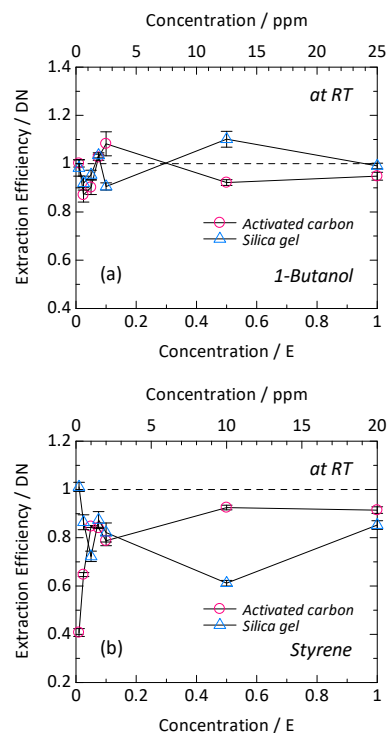 Concentration / ppm
0 5 10 15 20 25
1.4
at RT
1.2
1
0.8
Activated carbon
Silica gel
0.6
(a)
1-Butanol
0.4
0 0.2 0.4 0.6 0.8 1
Extraction Efficiency / DN
Concentration / E
Concentration / ppm
0 5 10 15 20
1.2
at RT
1
0.8
0.6
Activated carbon
Silica gel
0.4
(b)
Styrene
0.2
0 0.2 0.4 0.6 0.8 1
Extraction Efficiency / DN
Concentration / E